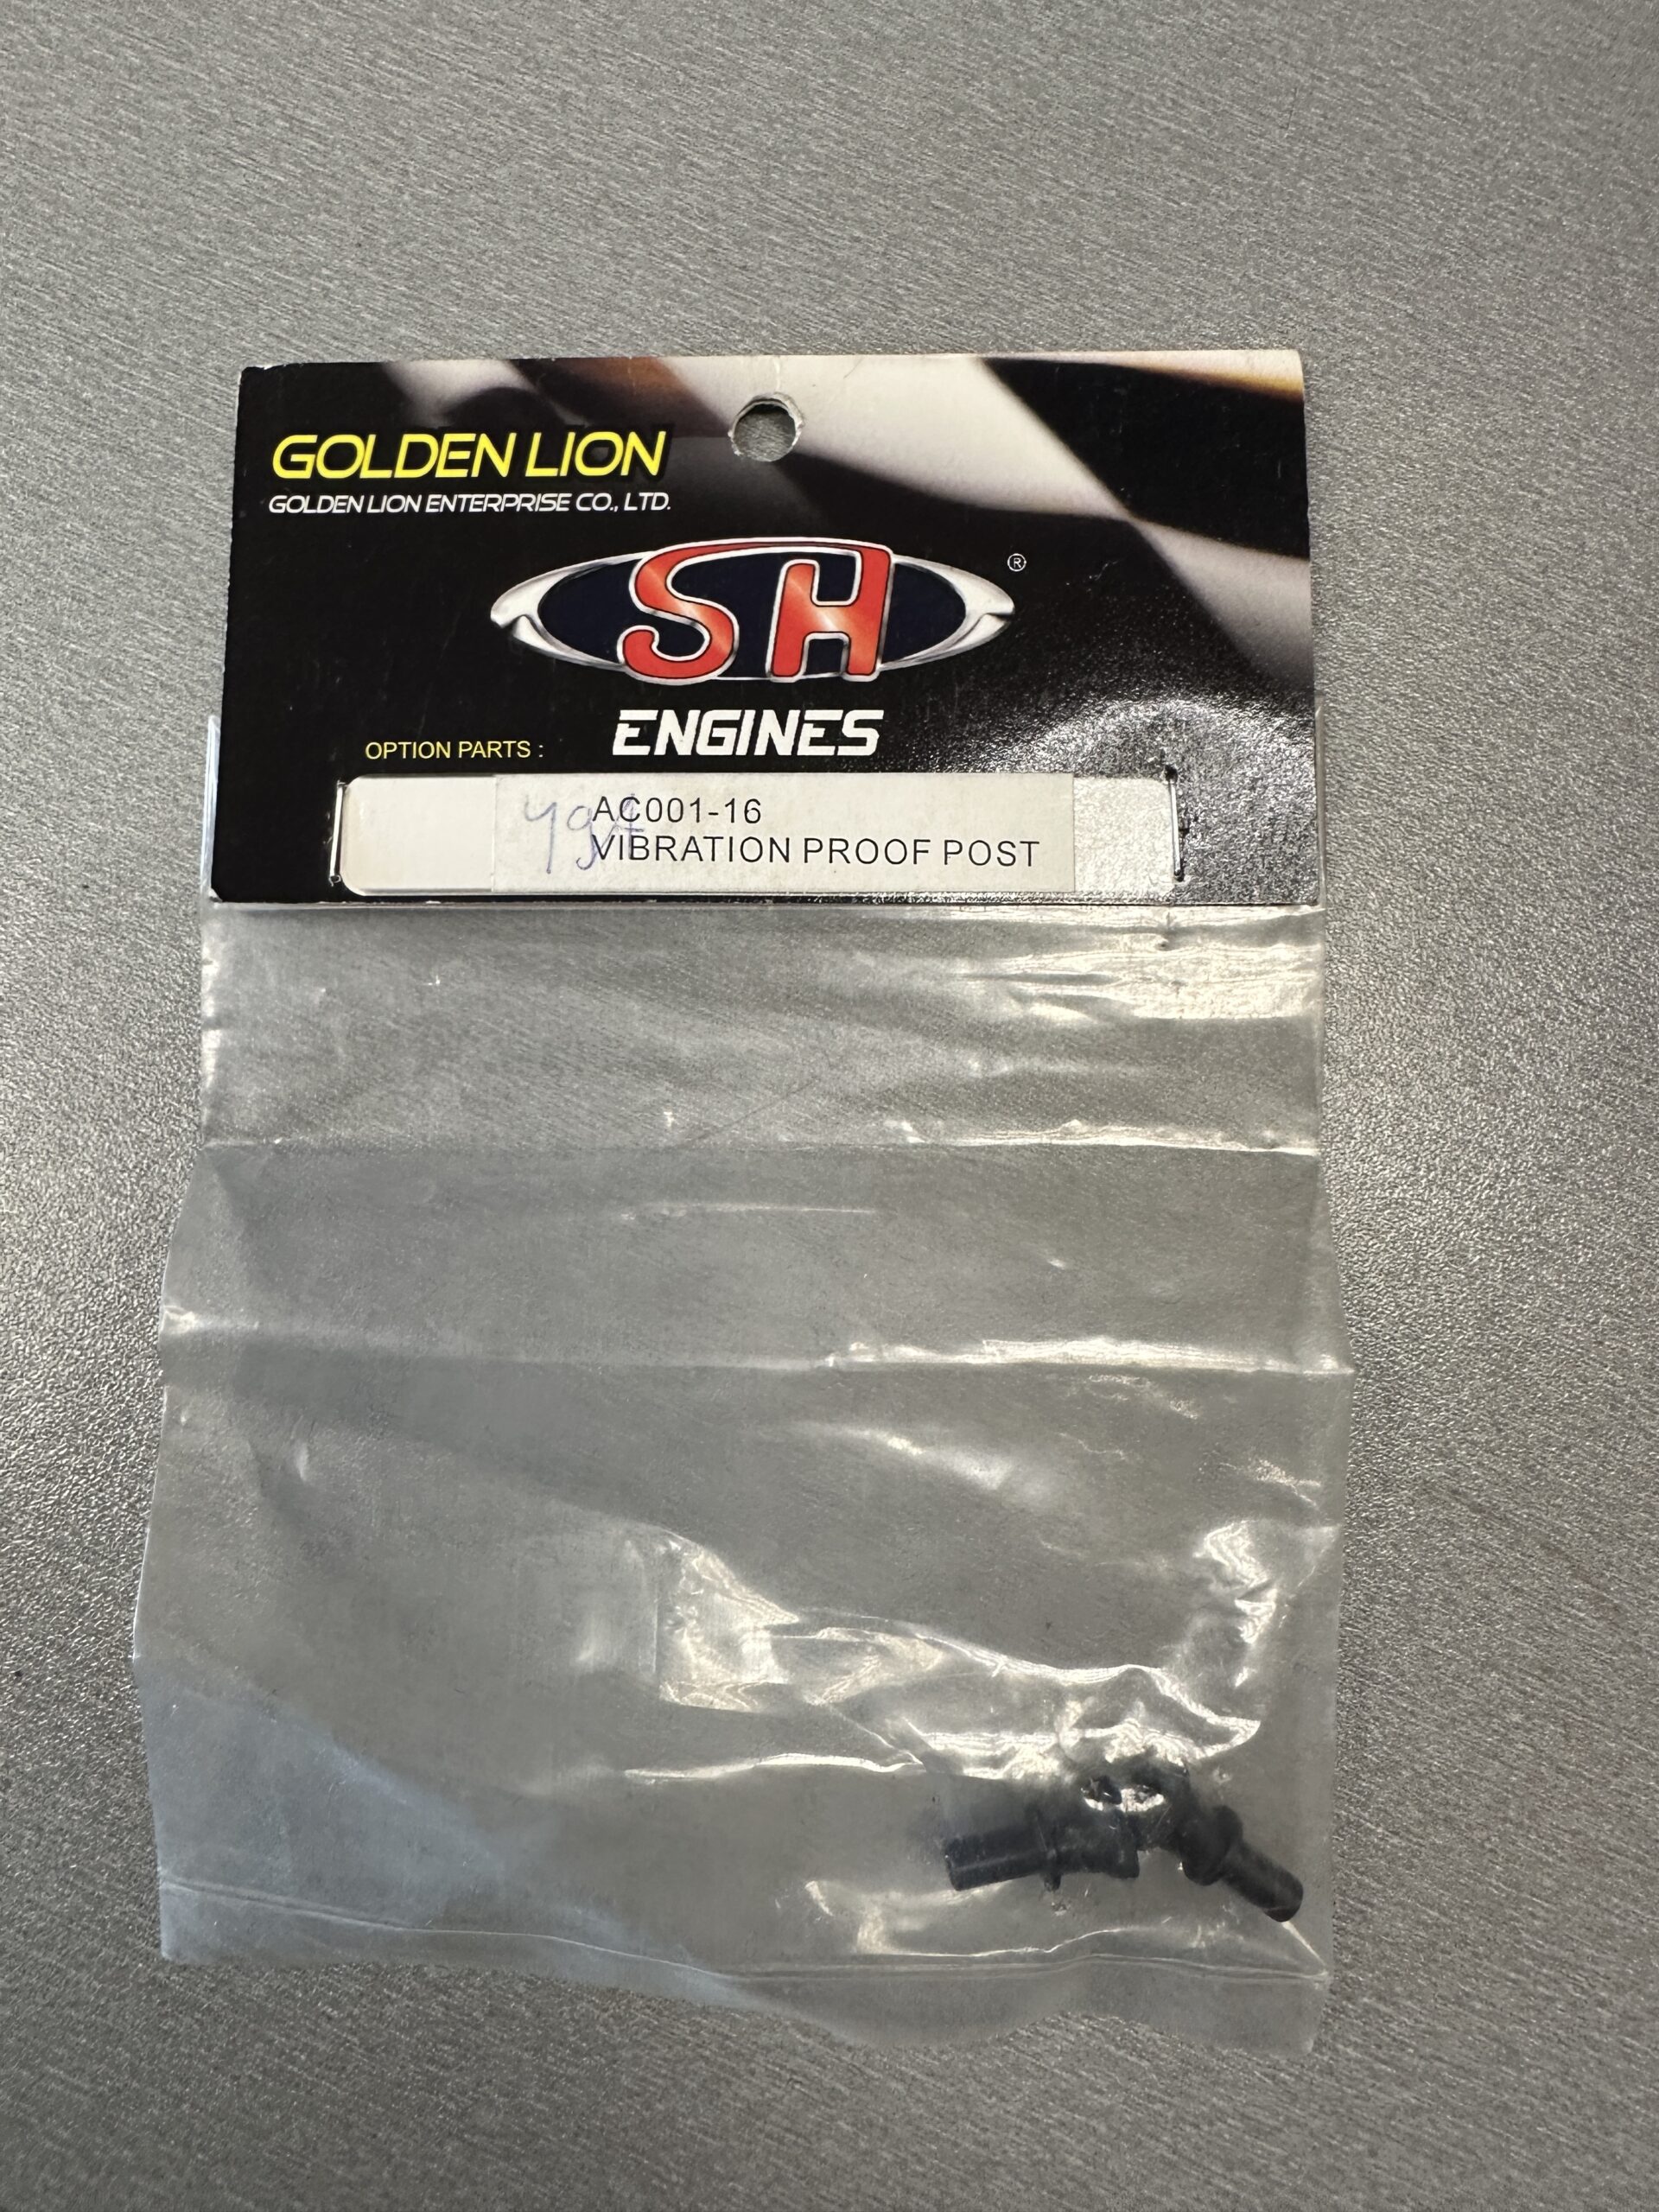 GOLDEN LION
GOLDEN LION ENTERPRISE CO., LTD.
SH ®
ENGINES
OPTION PARTS :
AC001-16
VIBRATION PROOF POST